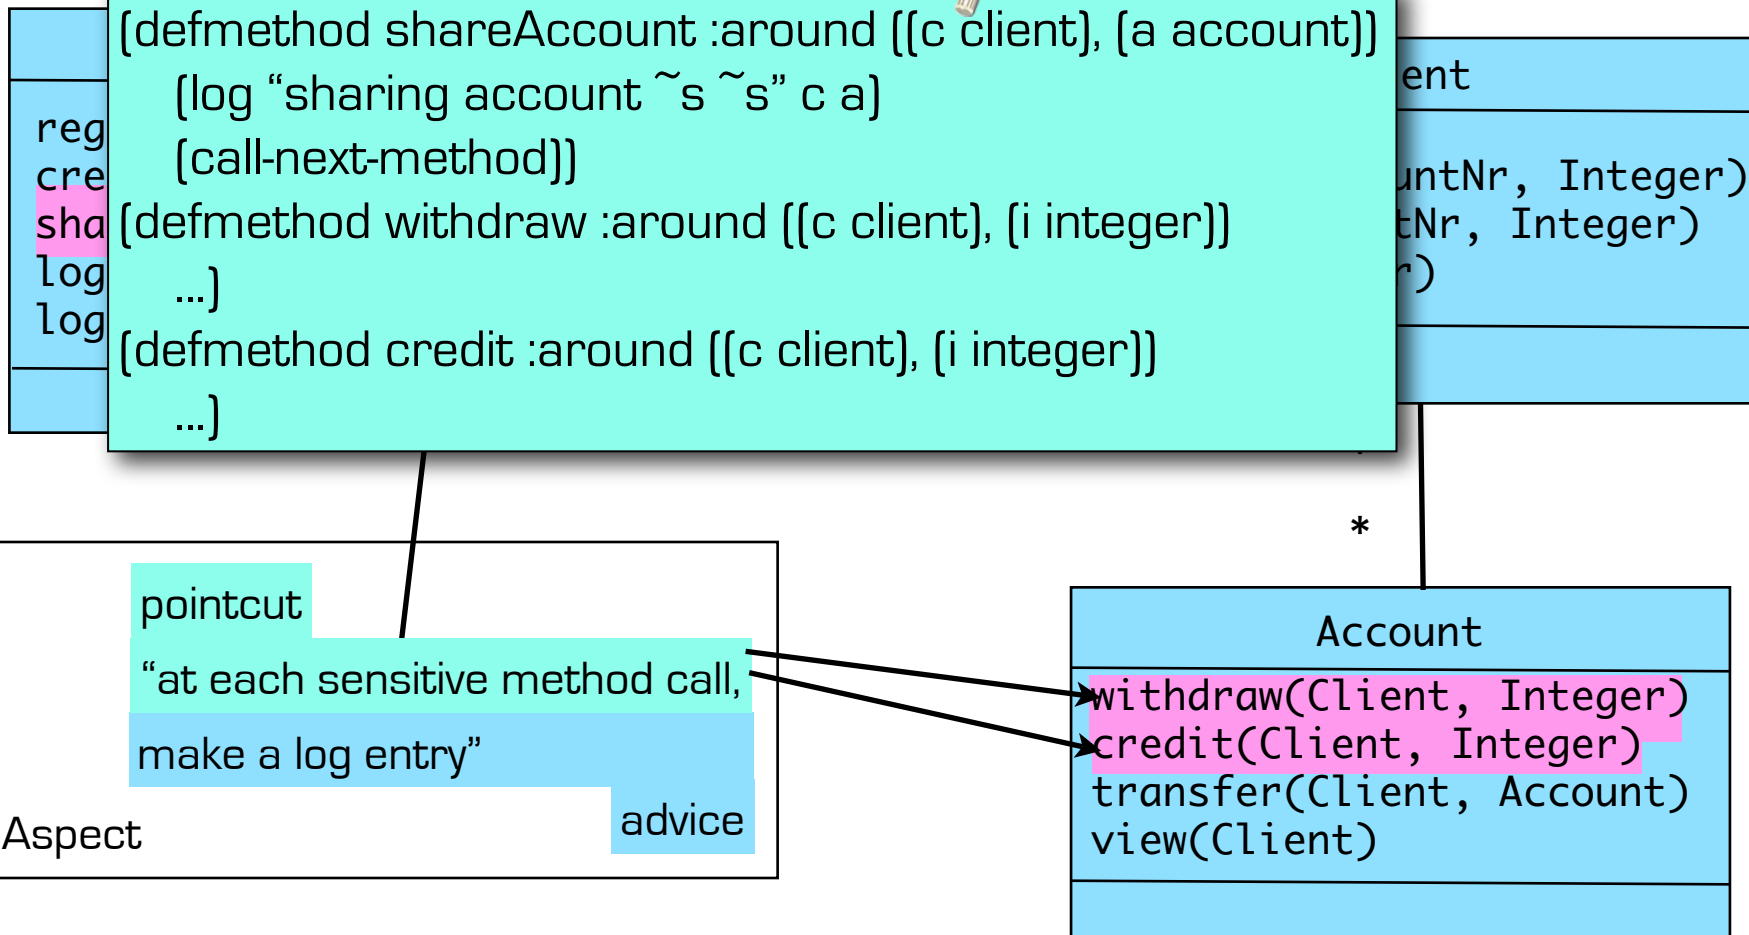 (defmethod shareAccount :around ((c client), (a account))
(log “sharing account ~s ~s” c a)
(call-next-method))
(defmethod withdraw :around ((c client), (i integer))
...)
(defmethod credit :around ((c client), (i integer))
...)
reg
cre
sha
log
log
ent
untNr, Integer)
tNr, Integer)
r)
*
pointcut
“at each sensitive method call,
make a log entry”
advice
Aspect
Account
withdraw(Client, Integer)
credit(Client, Integer)
transfer(Client, Account)
view(Client)